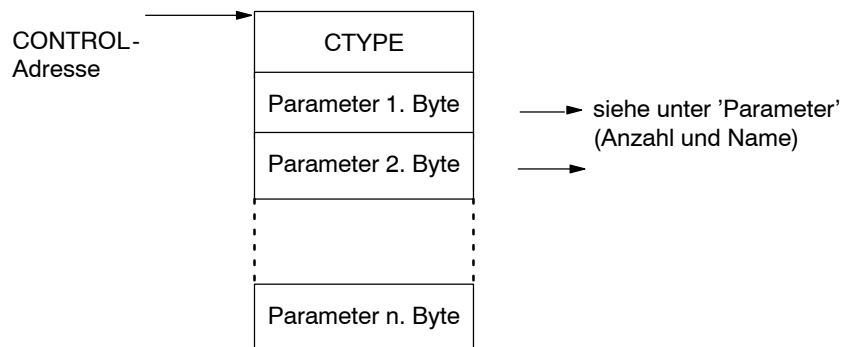 CONTROL-
Adresse
CTYPE
Parameter 1. Byte
siehe unter ’Parameter’
(Anzahl und Name)
Parameter 2. Byte
Parameter n. Byte